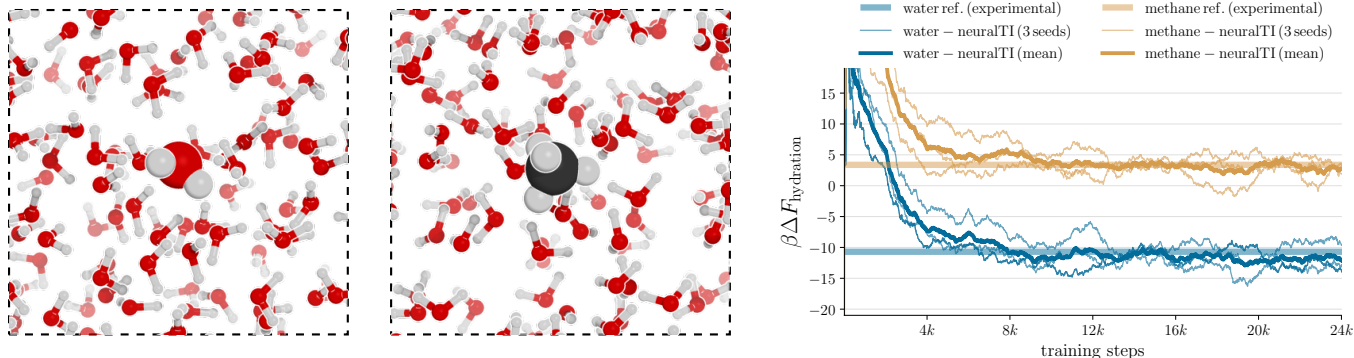 water ref. (experimental)
methane ref. (experimental)
water − neuralTI (3 seeds)
methane − neuralTI (3 seeds)
water − neuralTI (mean)
methane − neuralTI (mean)
βΔF_hydration
15
10
5
0
−5
−10
−15
−20
4k 8k 12k 16k 20k 24k
training steps